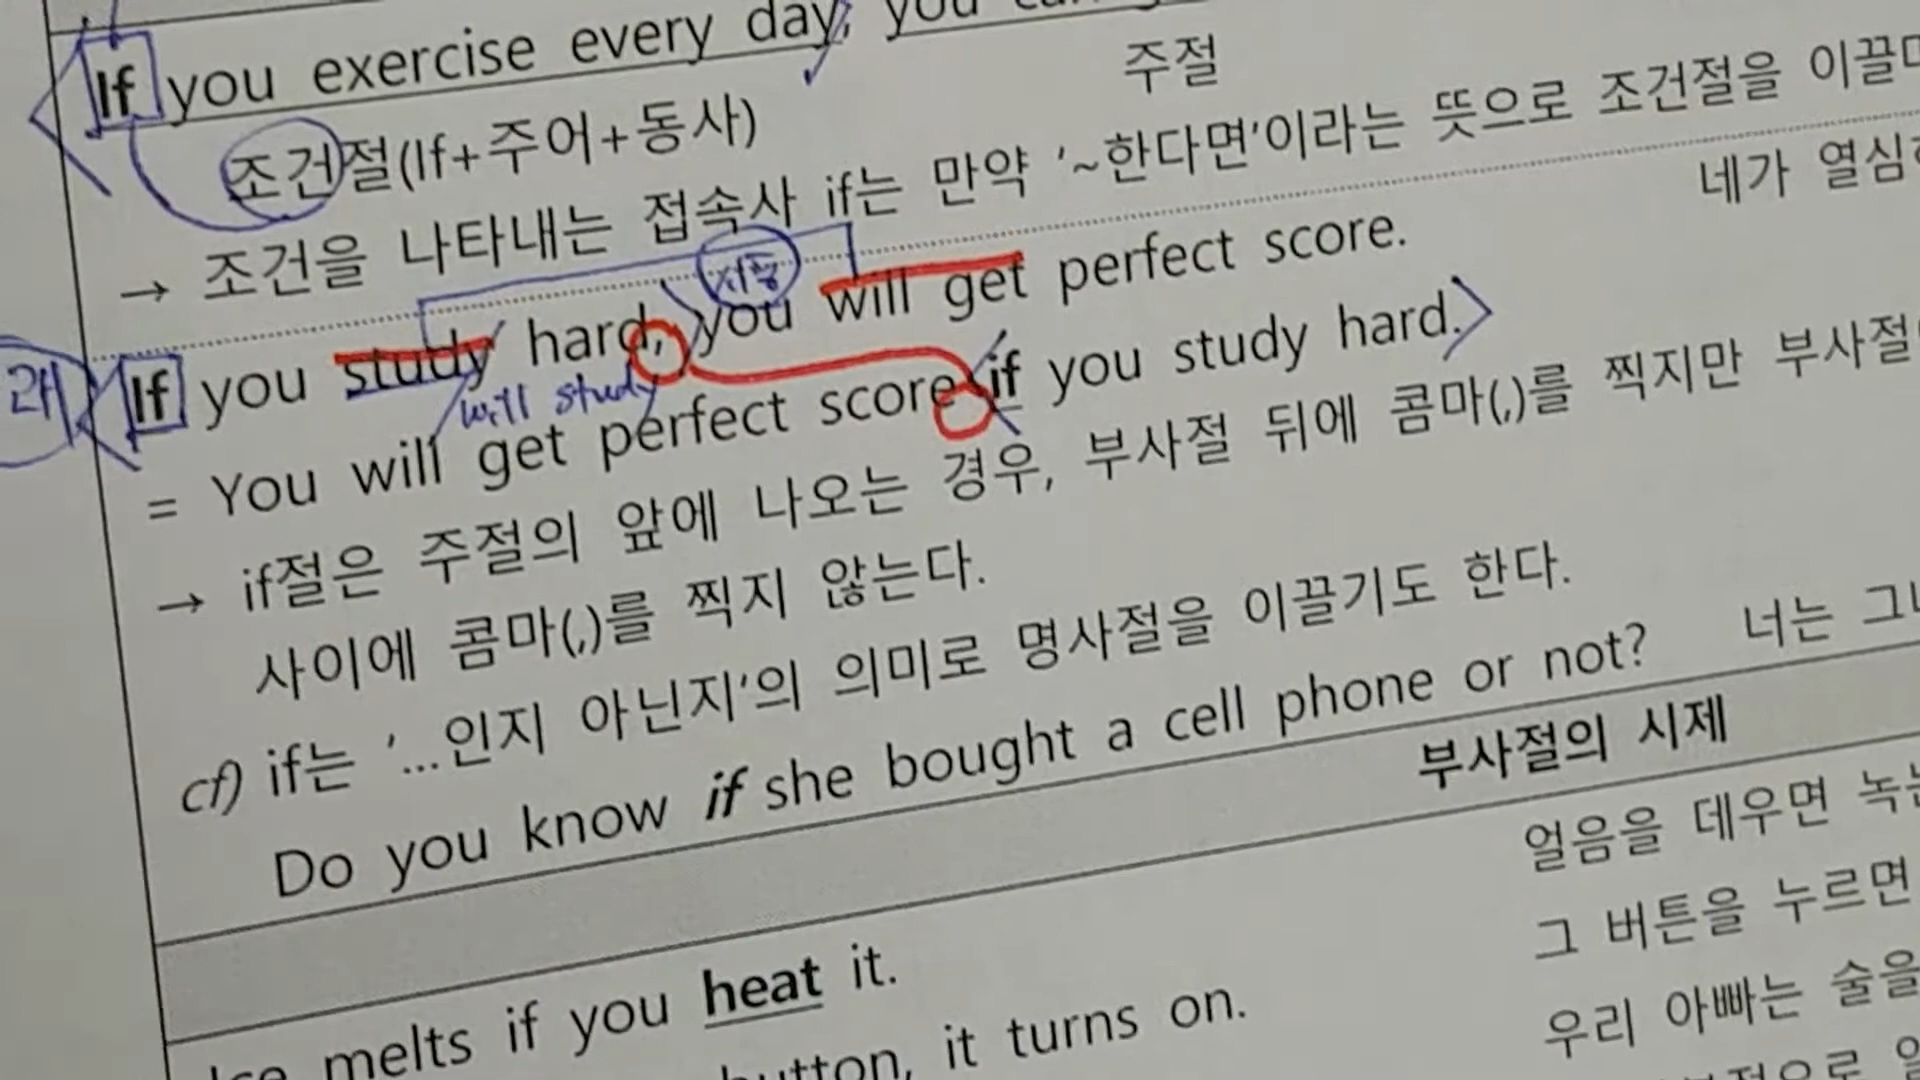 If you exercise every day, you can
조건절(If+주어+동사) 주절
→ 조건을 나타내는 접속사 if는 만약 '~한다면'이라는 뜻으로 조건절을 이끌며
If you study hard, you will get perfect score. 네가 열심히
will study
= You will get perfect score if you study hard.
→ if절은 주절의 앞에 나오는 경우, 부사절 뒤에 콤마(,)를 찍지만 부사절
사이에 콤마(,)를 찍지 않는다.
cf) if는 '...인지 아닌지'의 의미로 명사절을 이끌기도 한다.
Do you know if she bought a cell phone or not? 너는 그녀
부사절의 시제
Ice melts if you heat it. 얼음을 데우면 녹는
button, it turns on. 그 버튼을 누르면
우리 아빠는 술을